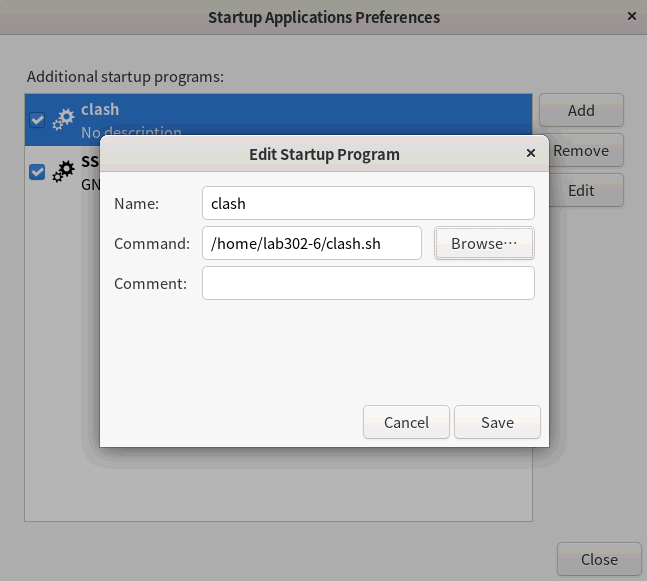 Startup Applications Preferences
Additional startup programs:
clash
No description
Add
Remove
Edit
SS
GN
Edit Startup Program
Name: clash
Command: /home/lab302-6/clash.sh Browse…
Comment:
Cancel Save
Close